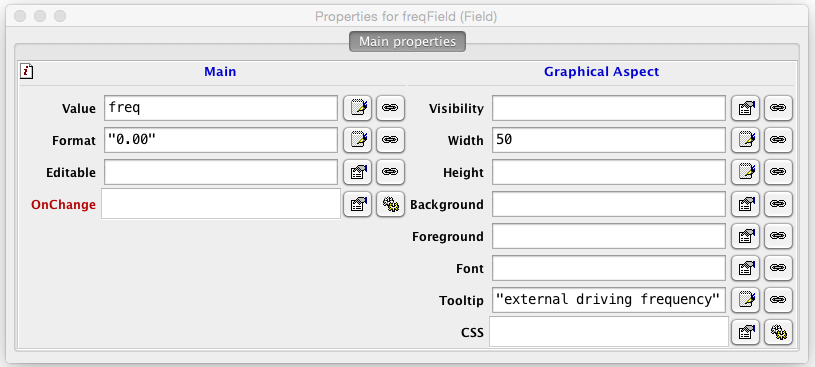 Properties for freqField (Field)
Main properties
Main
Value freq
Format "0.00"
Editable
OnChange
Graphical Aspect
Visibility
Width 50
Height
Background
Foreground
Font
Tooltip "external driving frequency"
CSS